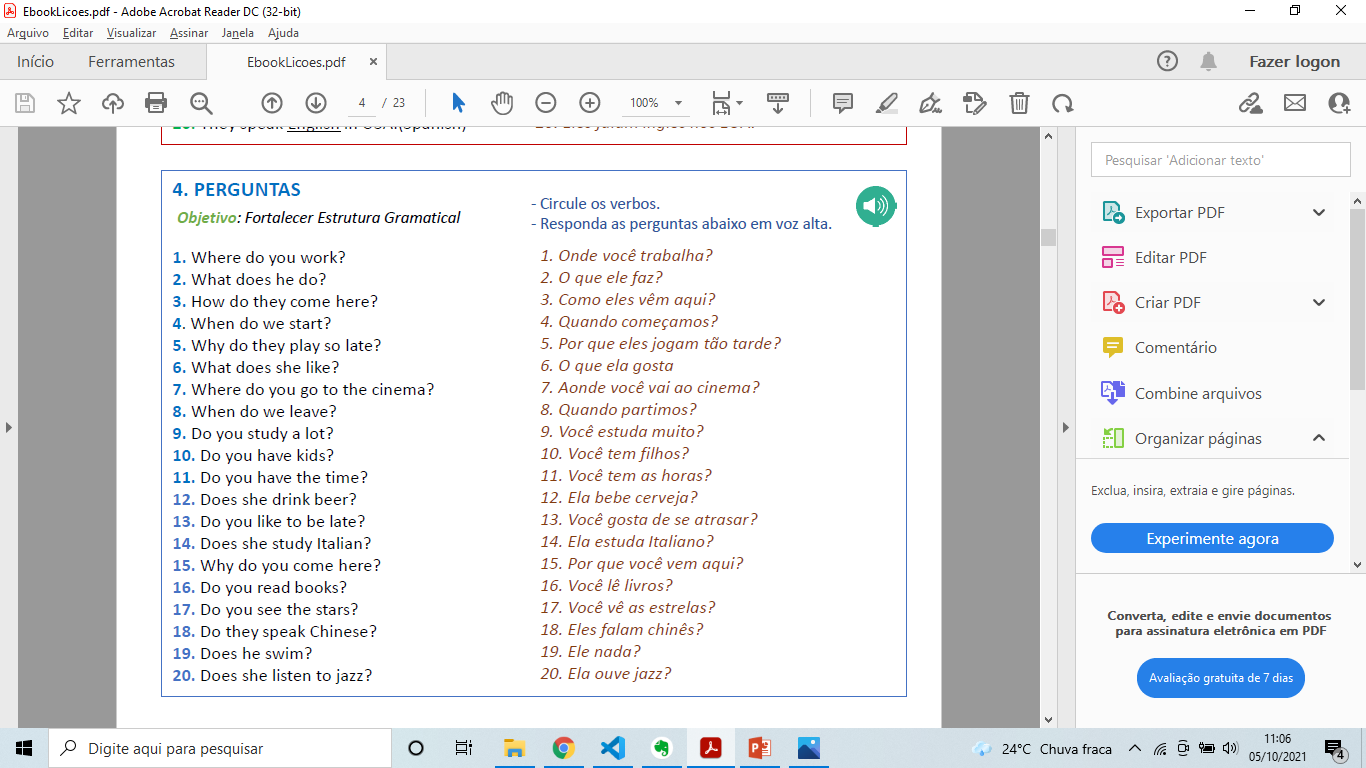 EbookLicoes.pdf - Adobe Acrobat Reader DC (32-bit)
Arquivo Editar Visualizar Assinar Janela Ajuda
Início Ferramentas EbookLicoes.pdf × Fazer logon
4 / 23 100%
4. PERGUNTAS
Objetivo: Fortalecer Estrutura Gramatical
- Circule os verbos.
- Responda as perguntas abaixo em voz alta.
1. Where do you work?
2. What does he do?
3. How do they come here?
4. When do we start?
5. Why do they play so late?
6. What does she like?
7. Where do you go to the cinema?
8. When do we leave?
9. Do you study a lot?
10. Do you have kids?
11. Do you have the time?
12. Does she drink beer?
13. Do you like to be late?
14. Does she study Italian?
15. Why do you come here?
16. Do you read books?
17. Do you see the stars?
18. Do they speak Chinese?
19. Does he swim?
20. Does she listen to jazz?
1. Onde você trabalha?
2. O que ele faz?
3. Como eles vêm aqui?
4. Quando começamos?
5. Por que eles jogam tão tarde?
6. O que ela gosta
7. Aonde você vai ao cinema?
8. Quando partimos?
9. Você estuda muito?
10. Você tem filhos?
11. Você tem as horas?
12. Ela bebe cerveja?
13. Você gosta de se atrasar?
14. Ela estuda Italiano?
15. Por que você vem aqui?
16. Você lê livros?
17. Você vê as estrelas?
18. Eles falam chinês?
19. Ele nada?
20. Ela ouve jazz?
Pesquisar 'Adicionar texto'
Exportar PDF
Editar PDF
Criar PDF
Comentário
Combine arquivos
Organizar páginas
Exclua, insira, extraia e gire páginas.
Experimente agora
Converta, edite e envie documentos
para assinatura eletrônica em PDF
Avaliação gratuita de 7 dias
Digite aqui para pesquisar
24°C Chuva fraca
11:06
05/10/2021
4